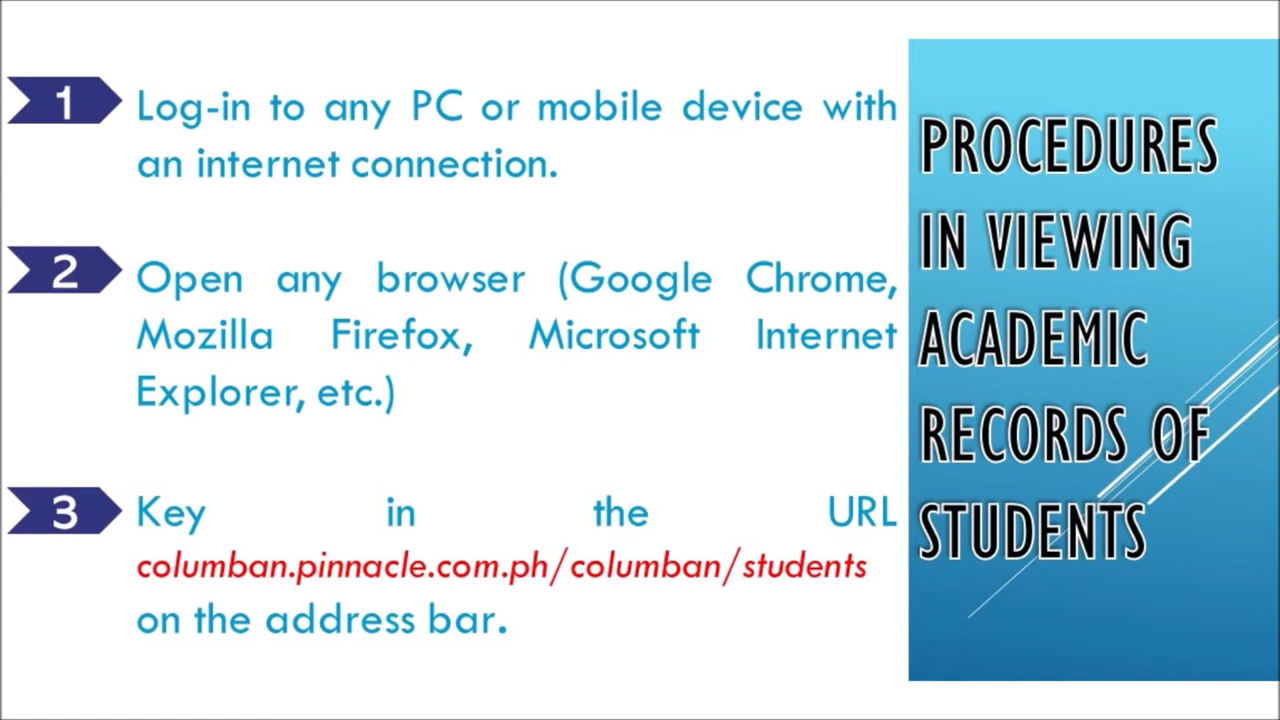 1
Log-in to any PC or mobile device with
an internet connection.
2
Open any browser (Google Chrome,
Mozilla Firefox, Microsoft Internet
Explorer, etc.)
3
Key in the URL
columban.pinnacle.com.ph/columban/students
on the address bar.
PROCEDURES
IN VIEWING
ACADEMIC
RECORDS OF
STUDENTS